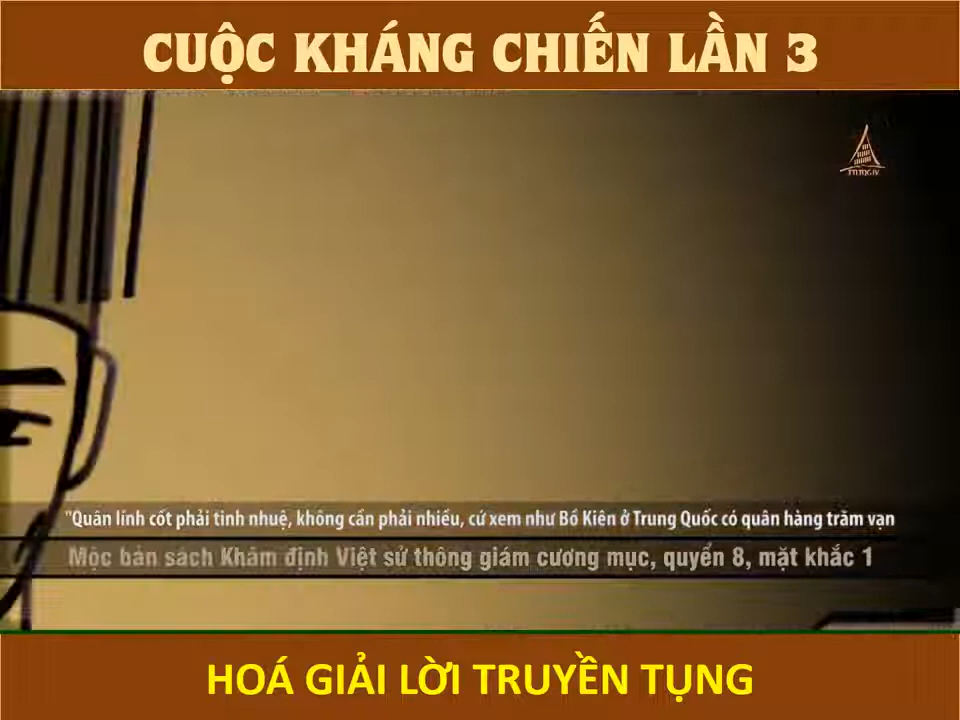 CUỘC KHÁNG CHIẾN LẦN 3
TTLTQG IV
"Quân lính cốt phải tinh nhuệ, không cần phải nhiều, cứ xem như Bồ Kiên ở Trung Quốc có quân hàng trăm vạn
Mộc bản sách Khâm định Việt sử thông giám cương mục, quyển 8, mặt khắc 1
HOÁ GIẢI LỜI TRUYỀN TỤNG